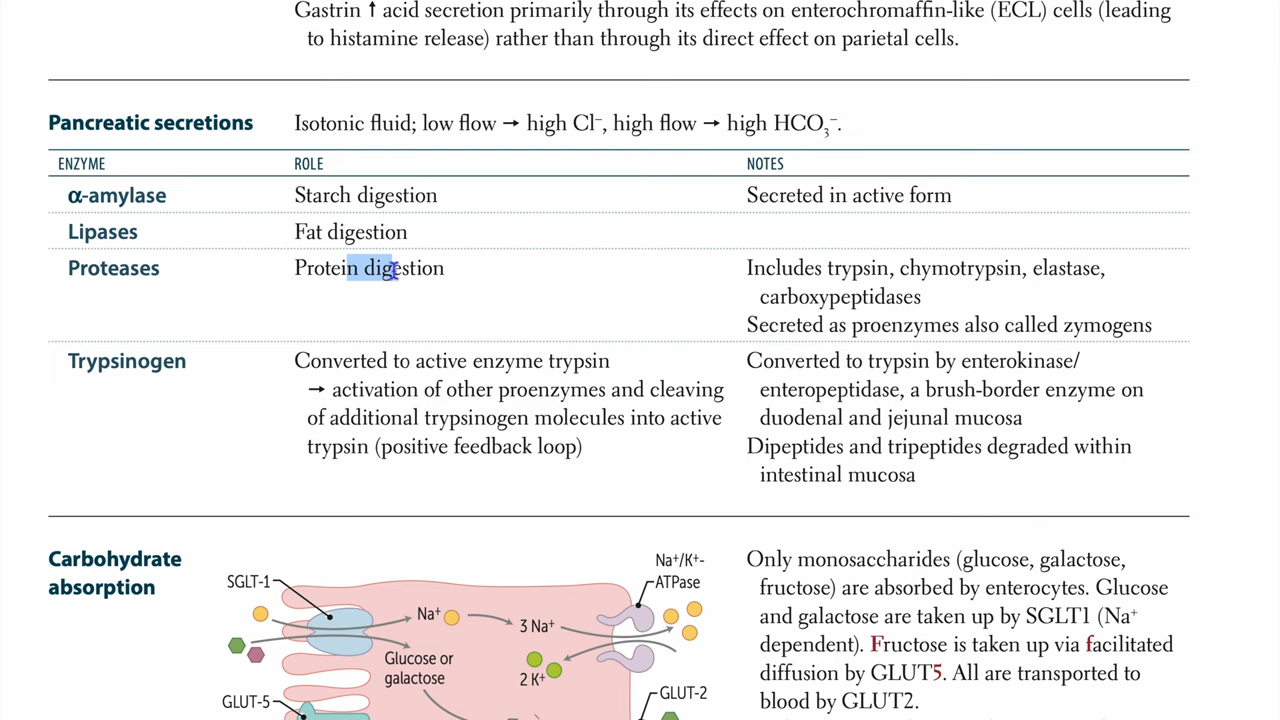 Gastrin ↑ acid secretion primarily through its effects on enterochromaffin-like (ECL) cells (leading
to histamine release) rather than through its direct effect on parietal cells.
Pancreatic secretions
Isotonic fluid; low flow → high Cl⁻, high flow → high HCO₃⁻.
ENZYME ROLE NOTES
α-amylase Starch digestion Secreted in active form
Lipases Fat digestion
Proteases Protein digestion Includes trypsin, chymotrypsin, elastase,
carboxypeptidases
Secreted as proenzymes also called zymogens
Trypsinogen
Converted to active enzyme trypsin
→ activation of other proenzymes and cleaving
of additional trypsinogen molecules into active
trypsin (positive feedback loop)
Converted to trypsin by enterokinase/
enteropeptidase, a brush-border enzyme on
duodenal and jejunal mucosa
Dipeptides and tripeptides degraded within
intestinal mucosa
Carbohydrate
absorption
SGLT-1
Na⁺
3 Na⁺
Na⁺/K⁺-
ATPase
Glucose or
galactose
2 K⁺
GLUT-5
GLUT-2
Only monosaccharides (glucose, galactose,
fructose) are absorbed by enterocytes. Glucose
and galactose are taken up by SGLT1 (Na⁺
dependent). Fructose is taken up via facilitated
diffusion by GLUT5. All are transported to
blood by GLUT2.